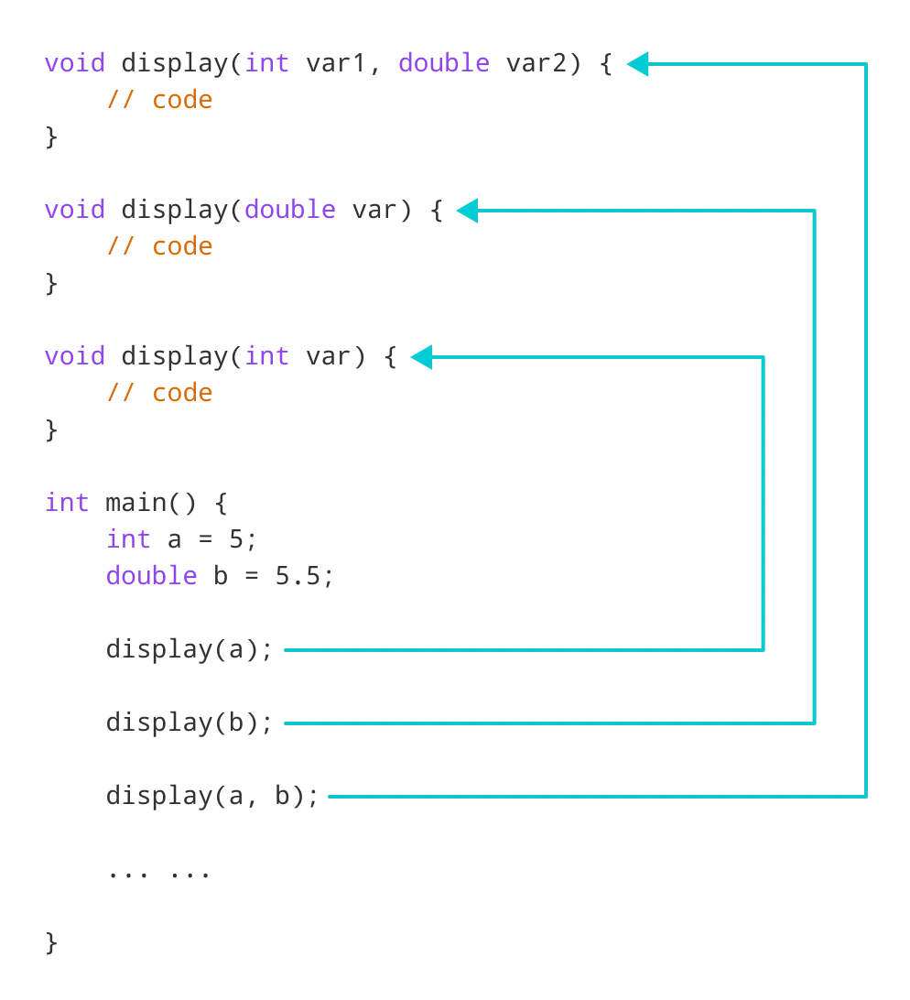 void display(int var1, double var2) {
    // code
}
void display(double var) {
    // code
}
void display(int var) {
    // code
}
int main() {
    int a = 5;
    double b = 5.5;
    display(a);
    display(b);
    display(a, b);
    ... ...
}